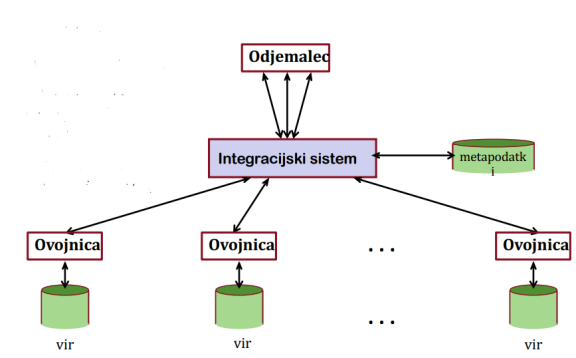 Odjemalec
Integracijski sistem
metapodatk
i
Ovojnica
Ovojnica
...
Ovojnica
...
vir
vir
vir